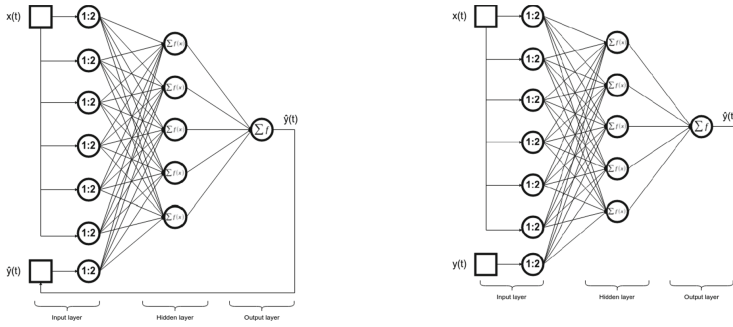 x(t)
1:2
1:2
1:2
1:2
1:2
1:2
1:2
∑ f(s)
∑ f(s)
∑ f(s)
∑ f(s)
∑ f(s)
∑ f
ŷ(t)
ŷ(t)
Input layer
Hidden layer
Output layer
x(t)
1:2
1:2
1:2
1:2
1:2
1:2
1:2
∑ f(s)
∑ f(s)
∑ f(s)
∑ f(s)
∑ f(s)
∑ f
ŷ(t
y(t)
Input layer
Hidden layer
Output layer